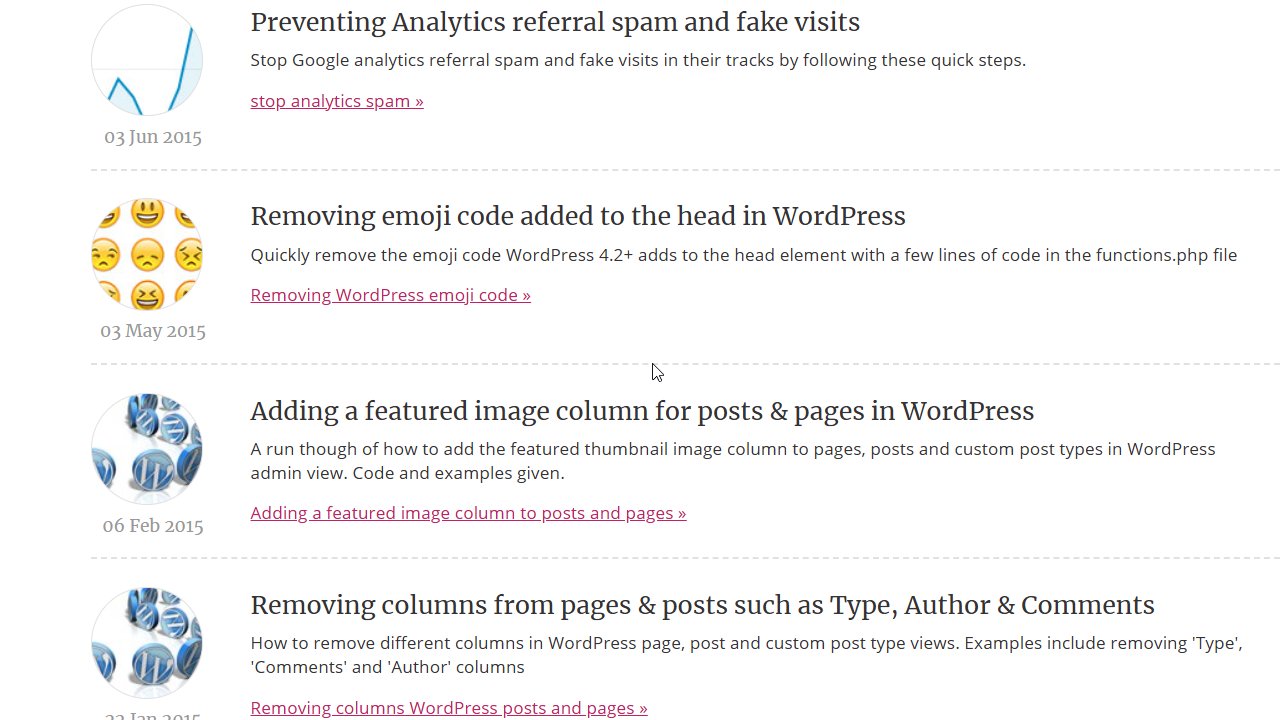 Preventing Analytics referral spam and fake visits
Stop Google analytics referral spam and fake visits in their tracks by following these quick steps.
stop analytics spam »
03 Jun 2015
Removing emoji code added to the head in WordPress
Quickly remove the emoji code WordPress 4.2+ adds to the head element with a few lines of code in the functions.php file
Removing WordPress emoji code »
03 May 2015
Adding a featured image column for posts & pages in WordPress
A run though of how to add the featured thumbnail image column to pages, posts and custom post types in WordPress
admin view. Code and examples given.
Adding a featured image column to posts and pages »
06 Feb 2015
Removing columns from pages & posts such as Type, Author & Comments
How to remove different columns in WordPress page, post and custom post type views. Examples include removing 'Type',
'Comments' and 'Author' columns
Removing columns WordPress posts and pages »
Jan 2015